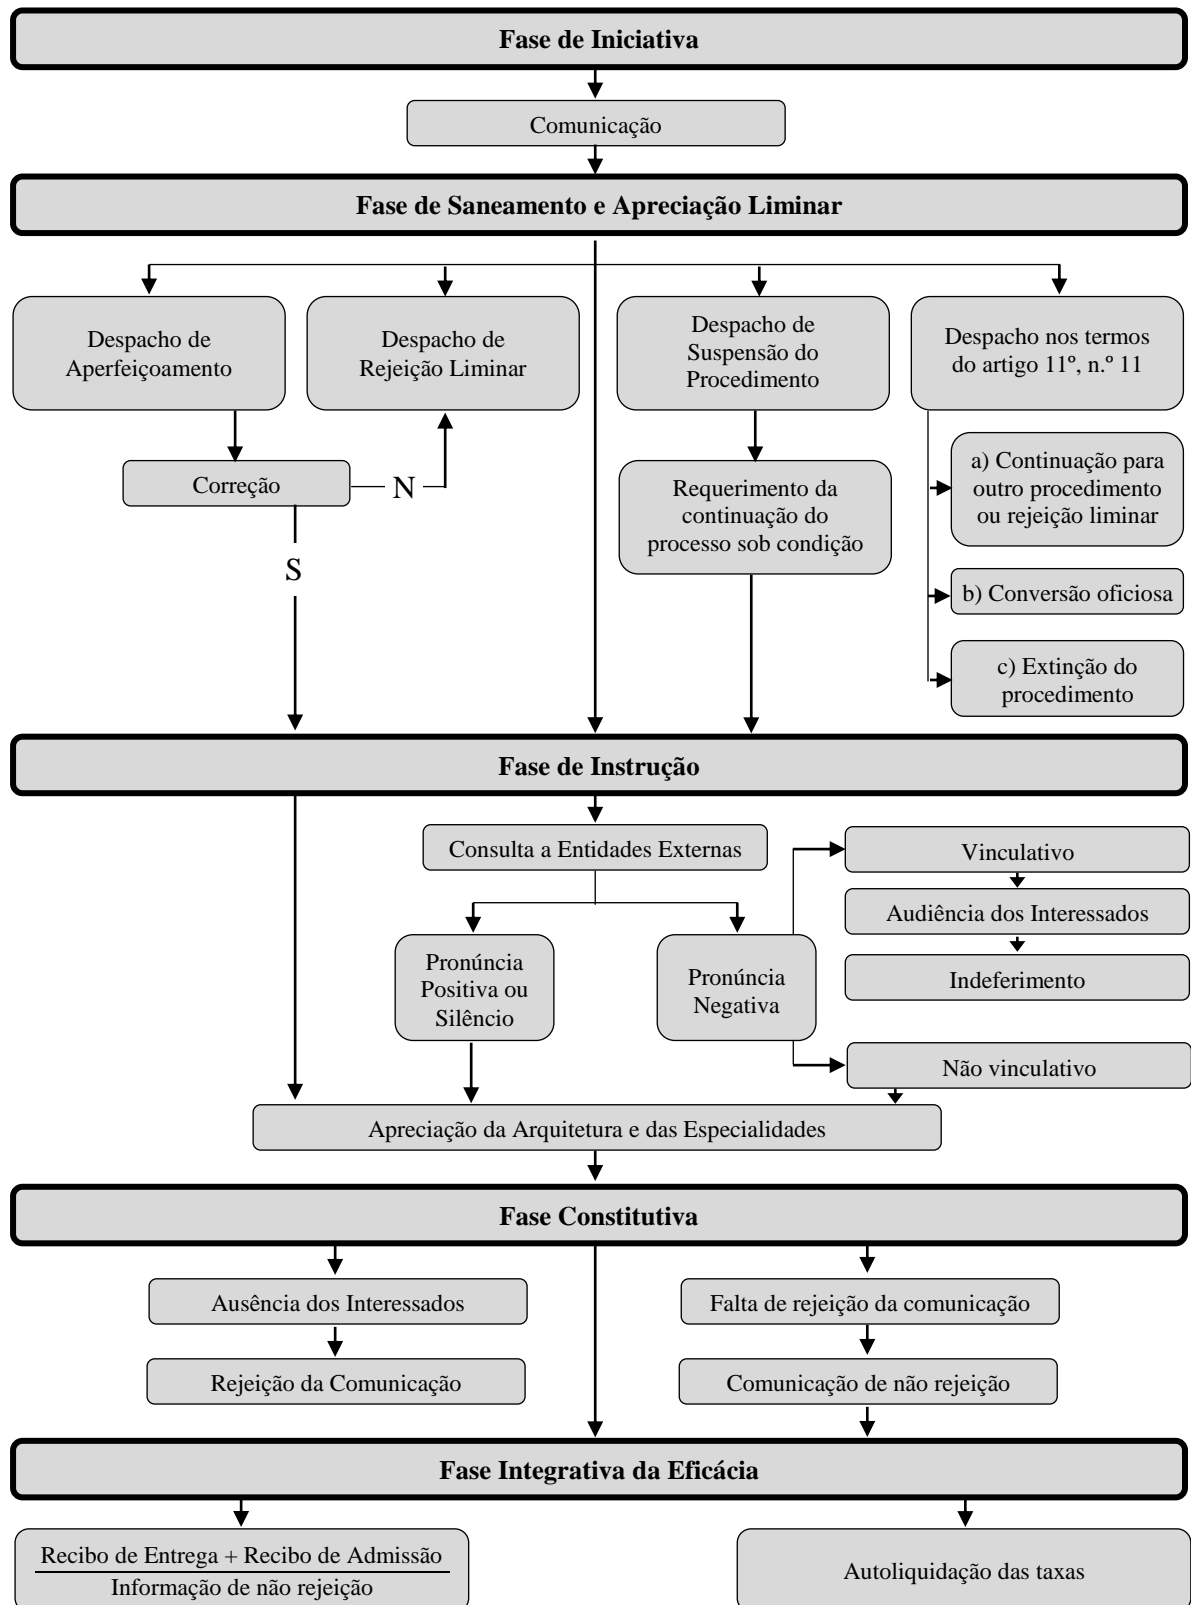 Fase de Iniciativa
Comunicação
Fase de Saneamento e Apreciação Liminar
Despacho de
Aperfeiçoamento
Despacho de
Rejeição Liminar
Despacho de
Suspensão do
Procedimento
Despacho nos termos
do artigo 11º, n.º 11
Correção
N
S
Requerimento da
continuação do
processo sob condição
a) Continuação para
outro procedimento
ou rejeição liminar
b) Conversão oficiosa
c) Extinção do
procedimento
Fase de Instrução
Consulta a Entidades Externas
Vinculativo
Audiência dos Interessados
Indeferimento
Pronúncia
Positiva ou
Silêncio
Pronúncia
Negativa
Não vinculativo
Apreciação da Arquitetura e das Especialidades
Fase Constitutiva
Ausência dos Interessados
Rejeição da Comunicação
Falta de rejeição da comunicação
Comunicação de não rejeição
Fase Integrativa da Eficácia
Recibo de Entrega + Recibo de Admissão
Informação de não rejeição
Autoliquidação das taxas